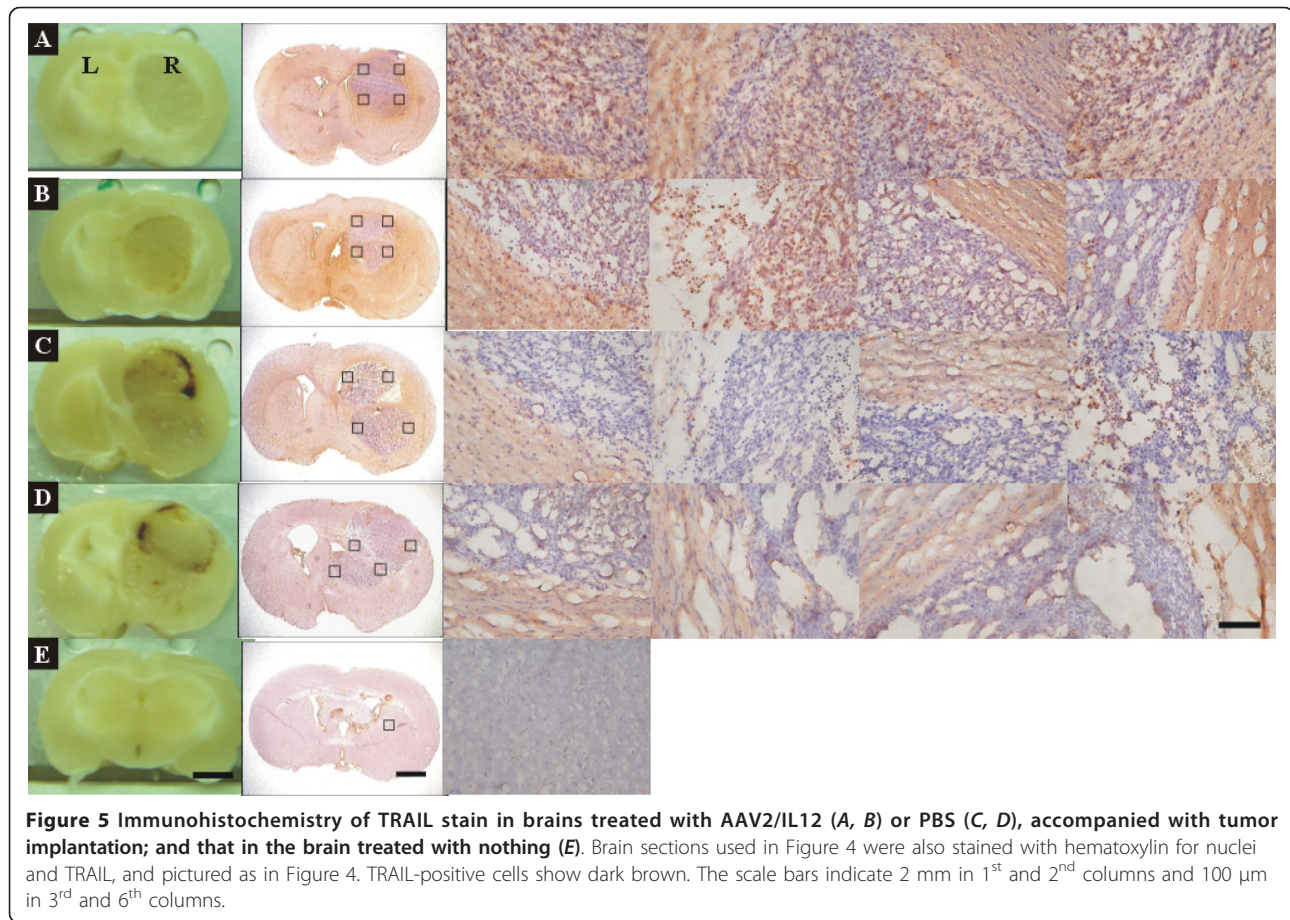 A
L
R
B
C
D
E
Figure 5 Immunohistochemistry of TRAIL stain in brains treated with AAV2/IL12 (A, B) or PBS (C, D), accompanied with tumor
implantation; and that in the brain treated with nothing (E). Brain sections used in Figure 4 were also stained with hematoxylin for nuclei
and TRAIL, and pictured as in Figure 4. TRAIL-positive cells show dark brown. The scale bars indicate 2 mm in 1st and 2nd columns and 100 μm
in 3rd and 6th columns.